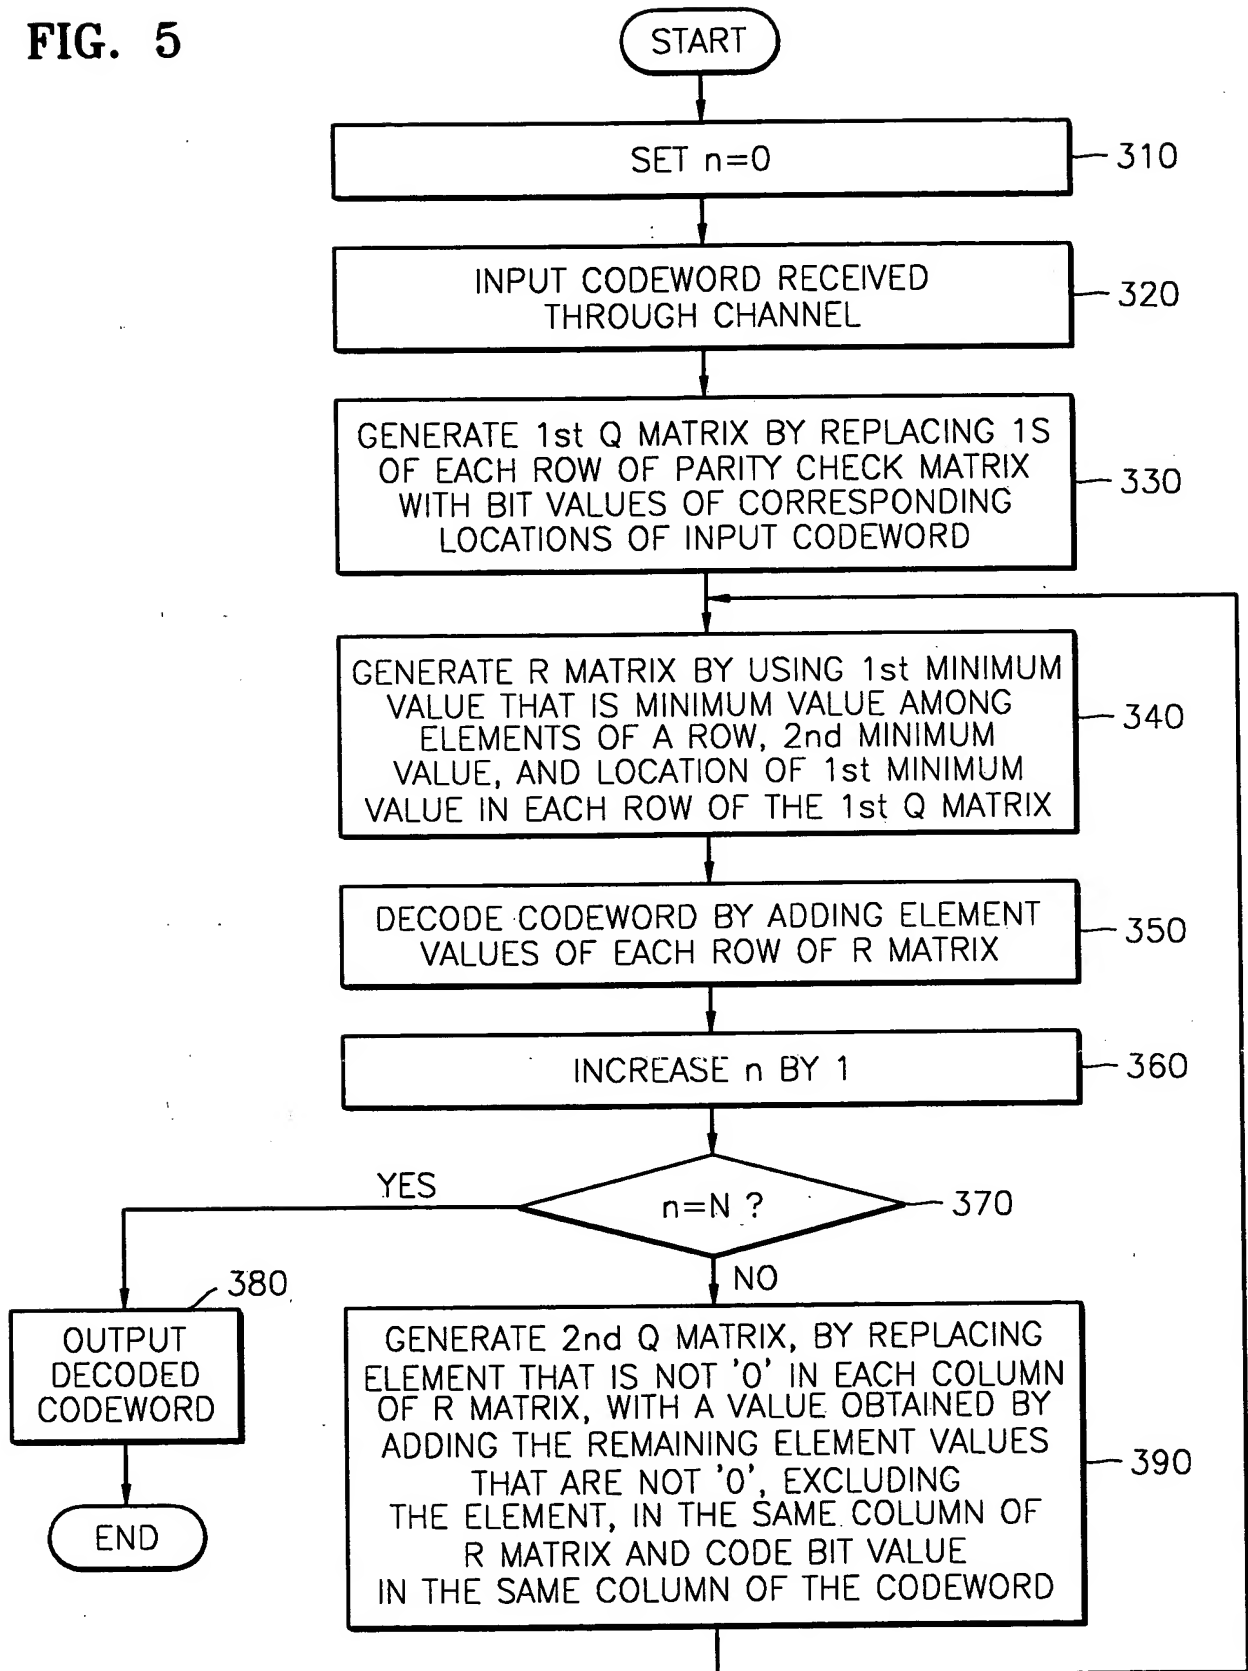 FIG. 5
START
SET n=0
310
INPUT CODEWORD RECEIVED
THROUGH CHANNEL
320
GENERATE 1st Q MATRIX BY REPLACING 1S
OF EACH ROW OF PARITY CHECK MATRIX
WITH BIT VALUES OF CORRESPONDING
LOCATIONS OF INPUT CODEWORD
330
GENERATE R MATRIX BY USING 1st MINIMUM
VALUE THAT IS MINIMUM VALUE AMONG
ELEMENTS OF A ROW, 2nd MINIMUM
VALUE, AND LOCATION OF 1st MINIMUM
VALUE IN EACH ROW OF THE 1st Q MATRIX
340
DECODE CODEWORD BY ADDING ELEMENT
VALUES OF EACH ROW OF R MATRIX
350
INCREASE n BY 1
360
n=N ?
370
YES
NO
380
OUTPUT
DECODED
CODEWORD
END
GENERATE 2nd Q MATRIX, BY REPLACING
ELEMENT THAT IS NOT '0' IN EACH COLUMN
OF R MATRIX, WITH A VALUE OBTAINED BY
ADDING THE REMAINING ELEMENT VALUES
THAT ARE NOT '0', EXCLUDING
THE ELEMENT, IN THE SAME COLUMN OF
R MATRIX AND CODE BIT VALUE
IN THE SAME COLUMN OF THE CODEWORD
390